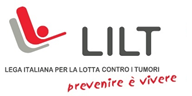 LILT
LEGA ITALIANA PER LA LOTTA CONTRO I TUMORI
prevenire è vivere